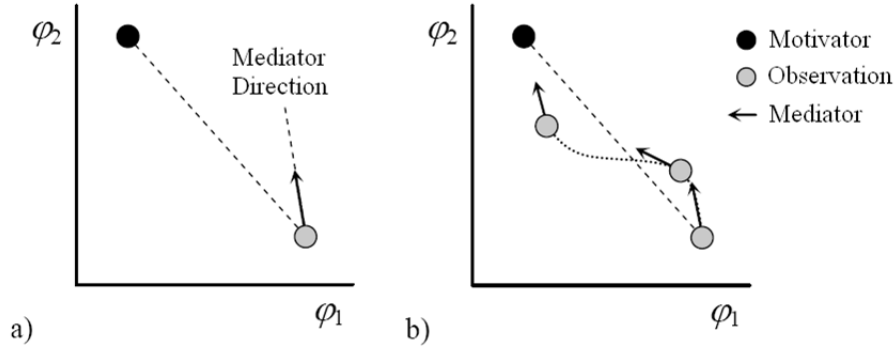 φ2
Mediator
Direction
φ1
a)
φ2
φ1
b)
Motivator
Observation
Mediator